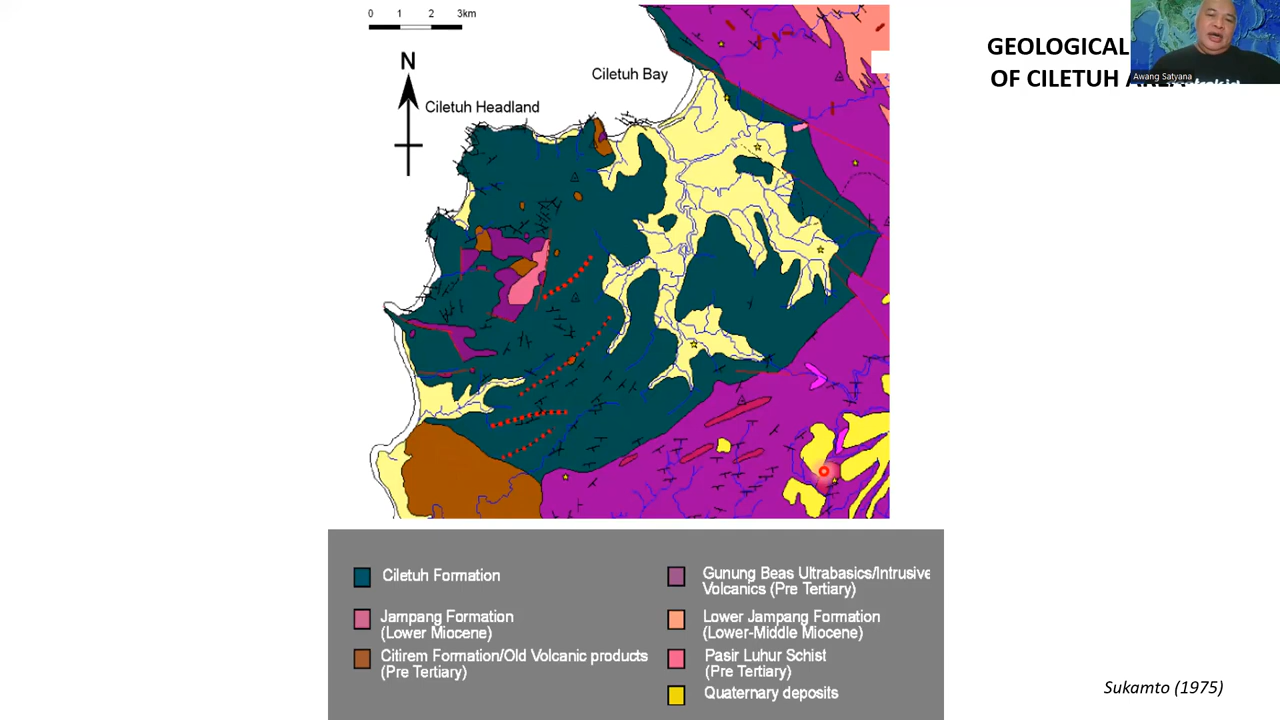 0 1 2 3km
N
Ciletuh Bay
Ciletuh Headland
GEOLOGICAL
OF CILETUH AREA
Awang Satyana
Ciletuh Formation
Jampang Formation
(Lower Miocene)
Citirem Formation/Old Volcanic products
(Pre Tertiary)
Gunung Beas Ultrabasics/Intrusive
Volcanics (Pre Tertiary)
Lower Jampang Formation
(Lower-Middle Miocene)
Pasir Luhur Schist
(Pre Tertiary)
Quaternary deposits
Sukamto (1975)